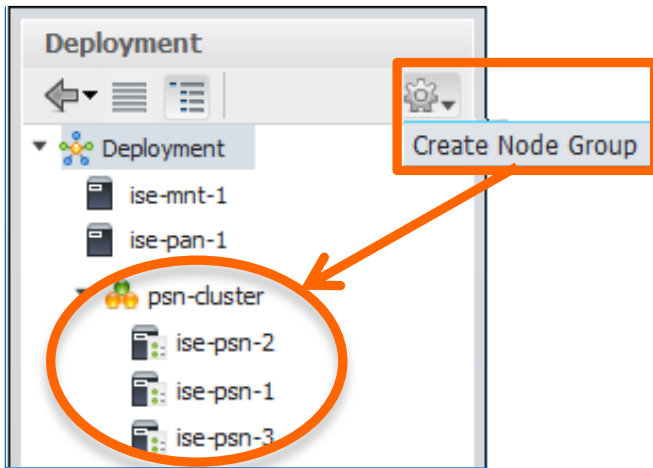 Deployment
Deployment
Create Node Group
ise-mnt-1
ise-pan-1
psn-cluster
ise-psn-2
ise-psn-1
ise-psn-3